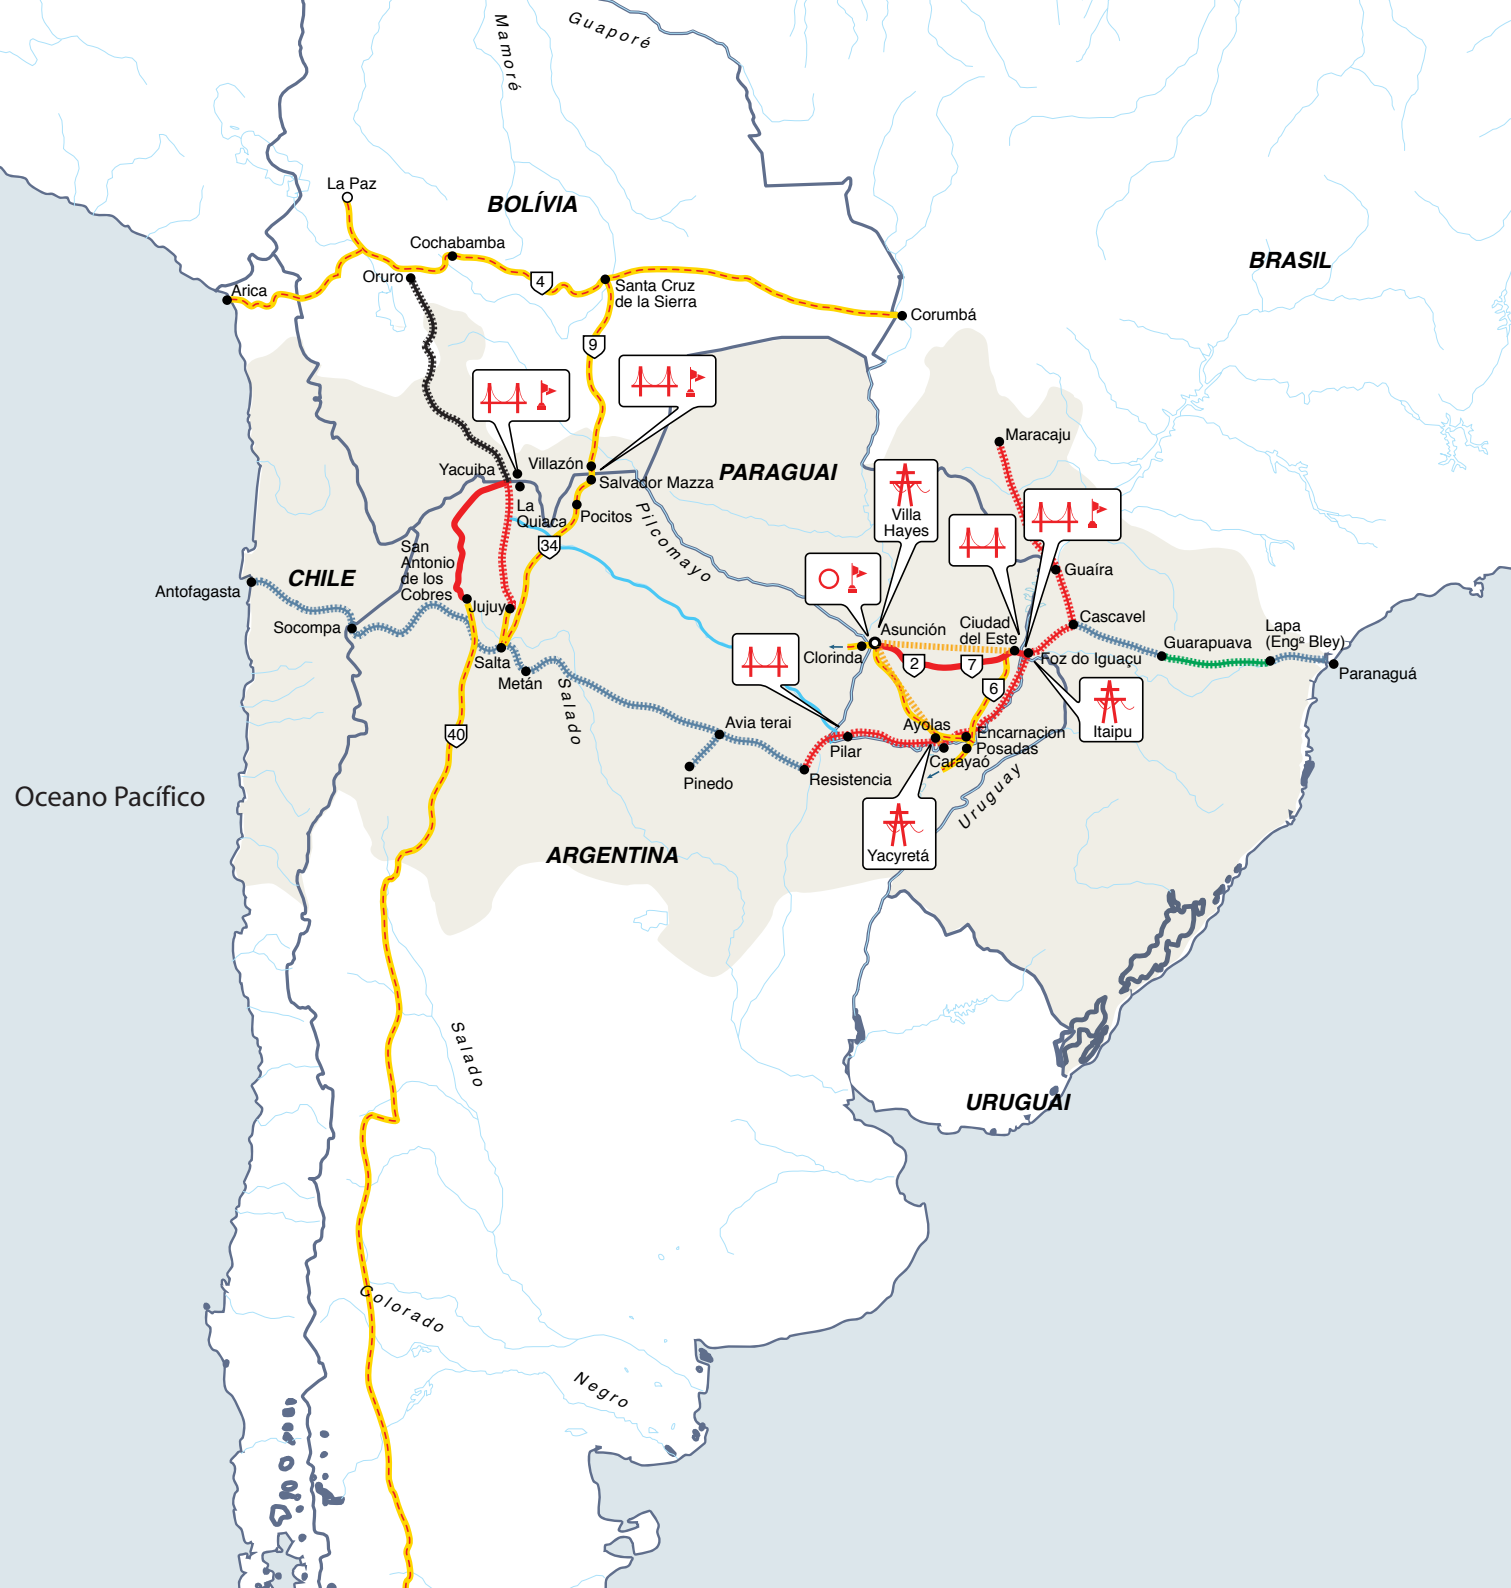 Mamoré
Guaporé
La Paz
BOLÍVIA
Cochabamba
BRASIL
Oruro
4
Arica
Santa Cruz
de la Sierra
Corumbá
9
Maracaju
Yacuiba
Villazón
PARAGUAI
Salvador Mazza
La
Quiaca
Pocitos
Pilcomayo
Villa
Hayes
34
San
Antonio
de los
Cobres
CHILE
Antofagasta
Guaíra
Jujuy
Socompa
Asunción
Ciudad
del Este
Cascavel
Clorinda
2
7
Foz do Iguaçu
Guarapuava
Lapa
(Engº Bley)
Paranaguá
Salta
Metán
Salado
6
Itaipu
40
Avia terai
Ayolas
Encarnacion
Posadas
Pilar
Carayaó
Pinedo
Resistencia
Uruguay
Oceano Pacífico
Yacyretá
ARGENTINA
Salado
URUGUAI
Colorado
Negro